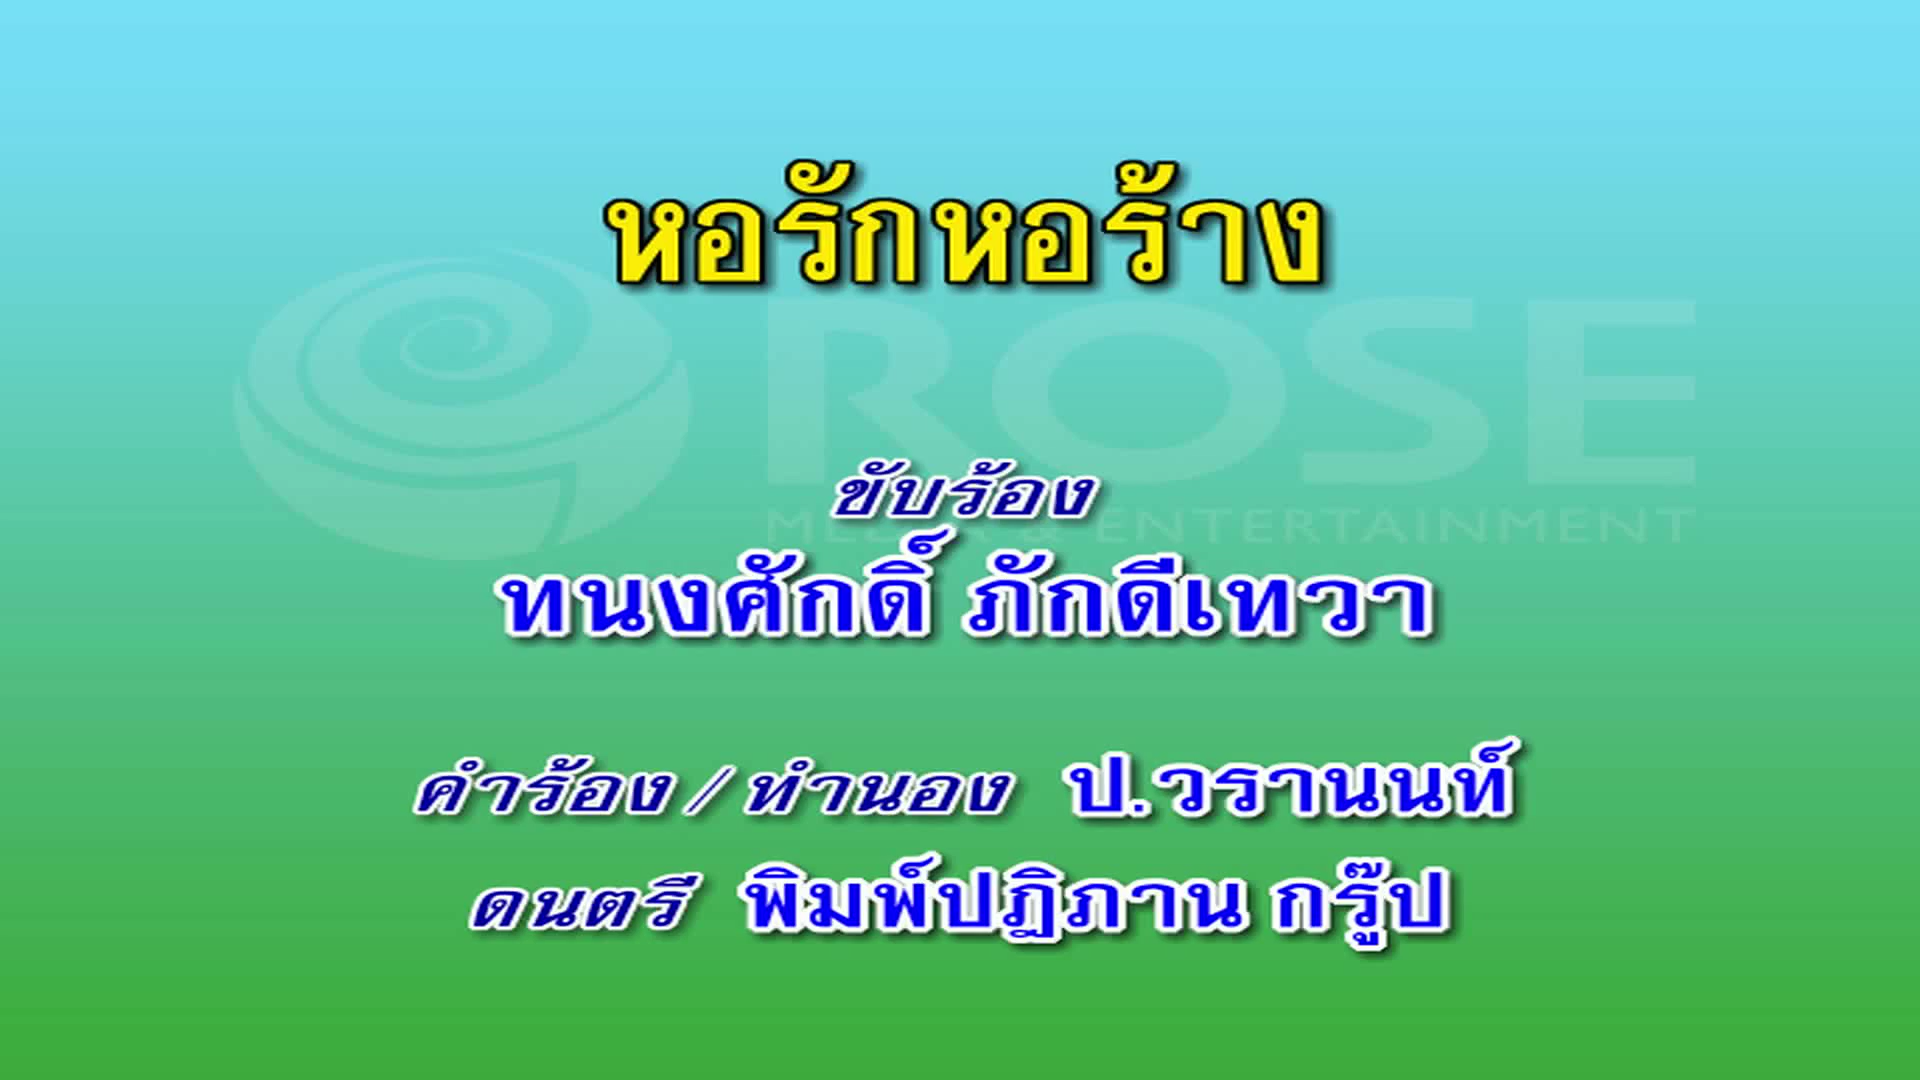 หอรักหอร้าง
ROSE
MEDIA & ENTERTAINMENT
ขับร้อง
ทนงศักดิ์ ภักดีเทวา
คำร้อง / ทำนอง ป.วรานนท์
ดนตรี พิมพ์ปฏิภาน กรุ๊ป